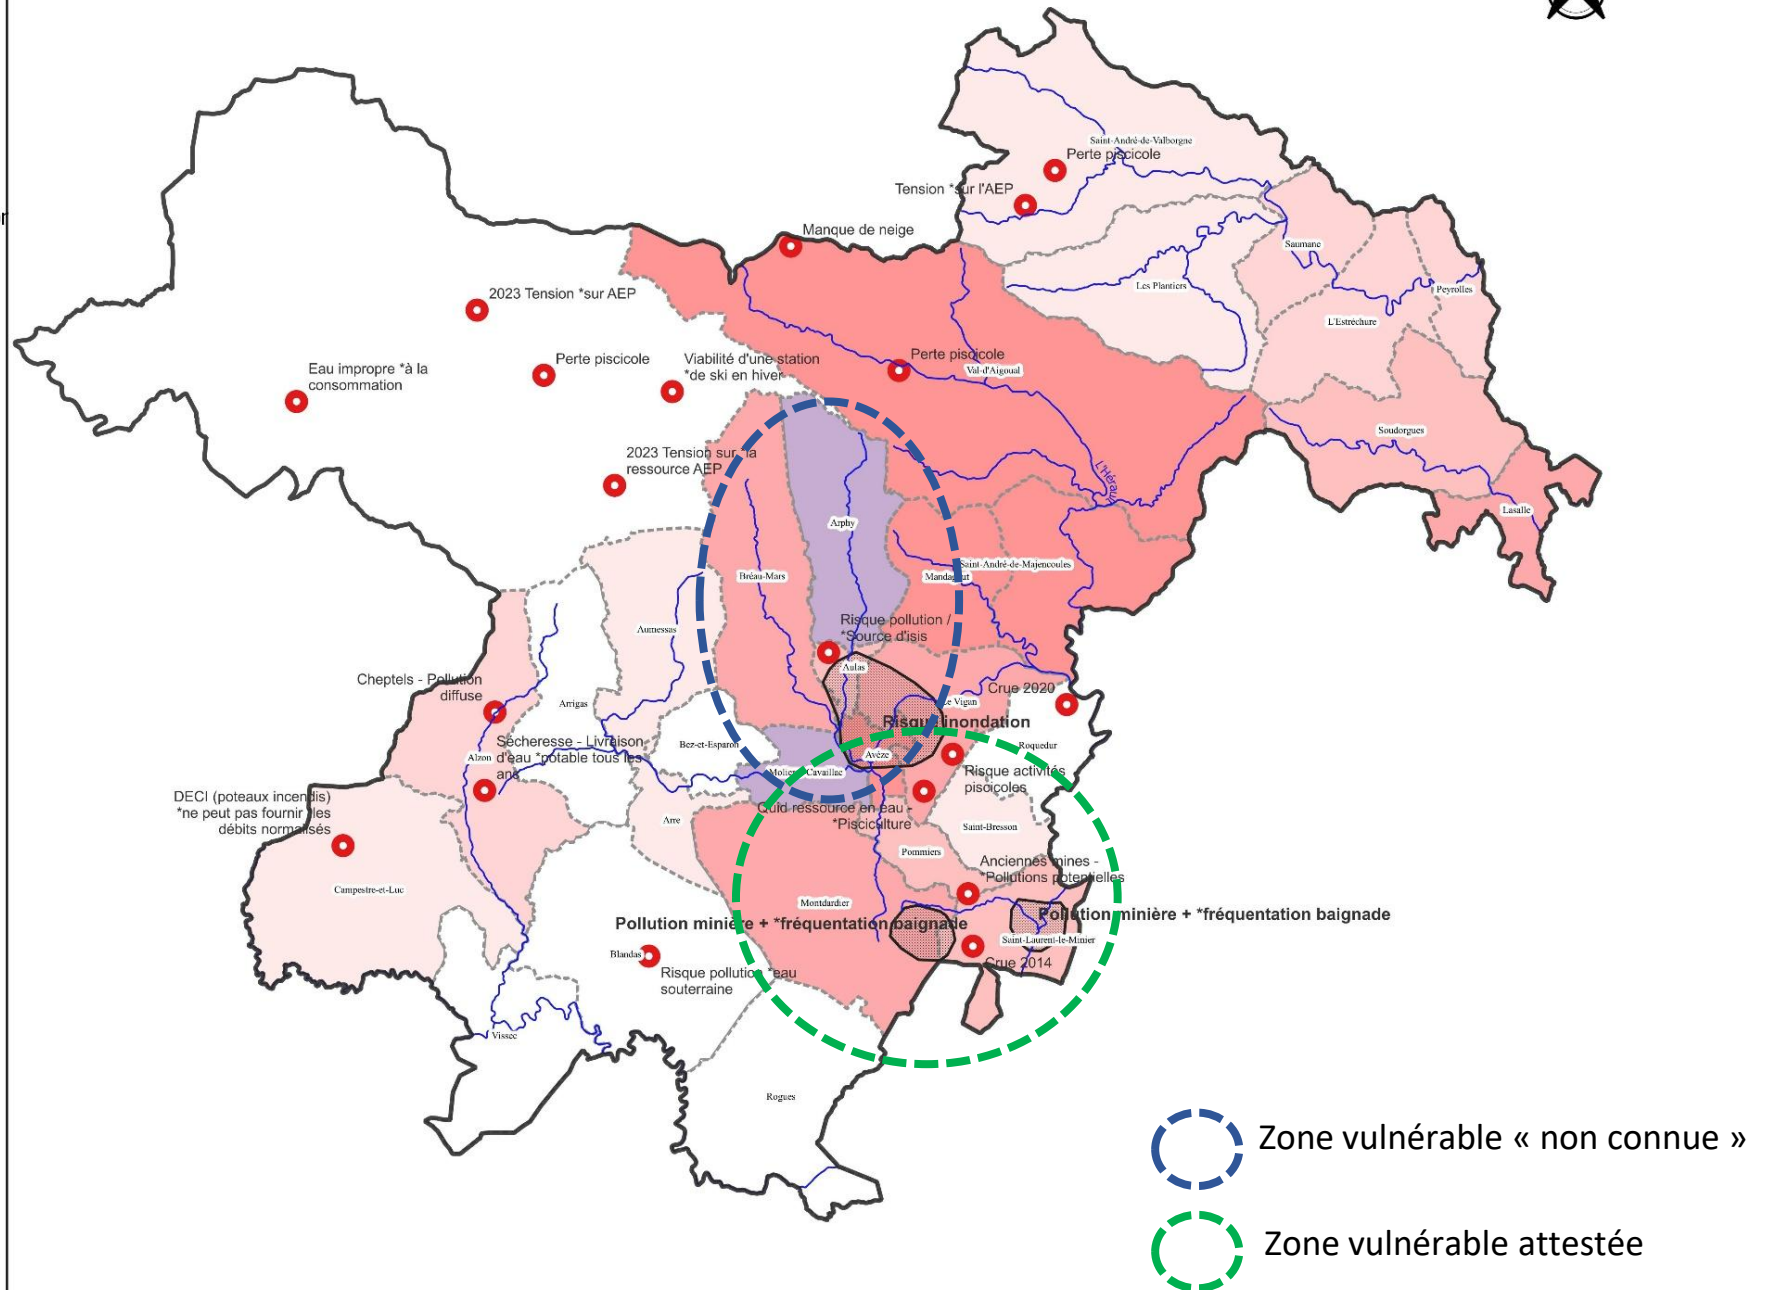 Saint-André-de-Valborgne
Perte piscicole
Tension *sur l'AEP
Manque de neige
Saumane
Les Plantiers
Peyrolles
L'Estréchure
2023 Tension *sur AEP
Perte piscicole
Viabilité d'une station
*de ski en hiver
Perte piscicole
Val-d'Aigoual
Eau impropre *à la
consommation
Soudorgues
2023 Tension sur *la
ressource AEP
L'Hérault
Lasalle
Arphy
Bréau-Mars
Mandagout
Saint-André-de-Majencoules
Aumessas
Risque pollution /
*Source d'isis
Aulas
Cheptels - Pollution
diffuse
Arrigas
Le Vigan
Crue 2020
Risque inondation
Bez-et-Esparon
Roquedur
Avèze
Sécheresse - Livraison
d'eau *potable tous les
ans
Alzon
Molières-Cavaillac
Risque activités
piscicoles
DECI (poteaux incendis)
*ne peut pas fournir les
débits normalisés
Quid ressource en eau -
*Pisciculture
Arre
Saint-Bresson
Pommiers
Anciennes mines -
*Pollutions potentielles
Campestre-et-Luc
Montdardier
Pollution minière + *fréquentation baignade
Pollution minière + *fréquentation baignade
Saint-Laurent-le-Minier
Crue 2014
Blandas
Risque pollution *eau
souterraine
Vissec
Rogues
Zone vulnérable « non connue »
Zone vulnérable attestée